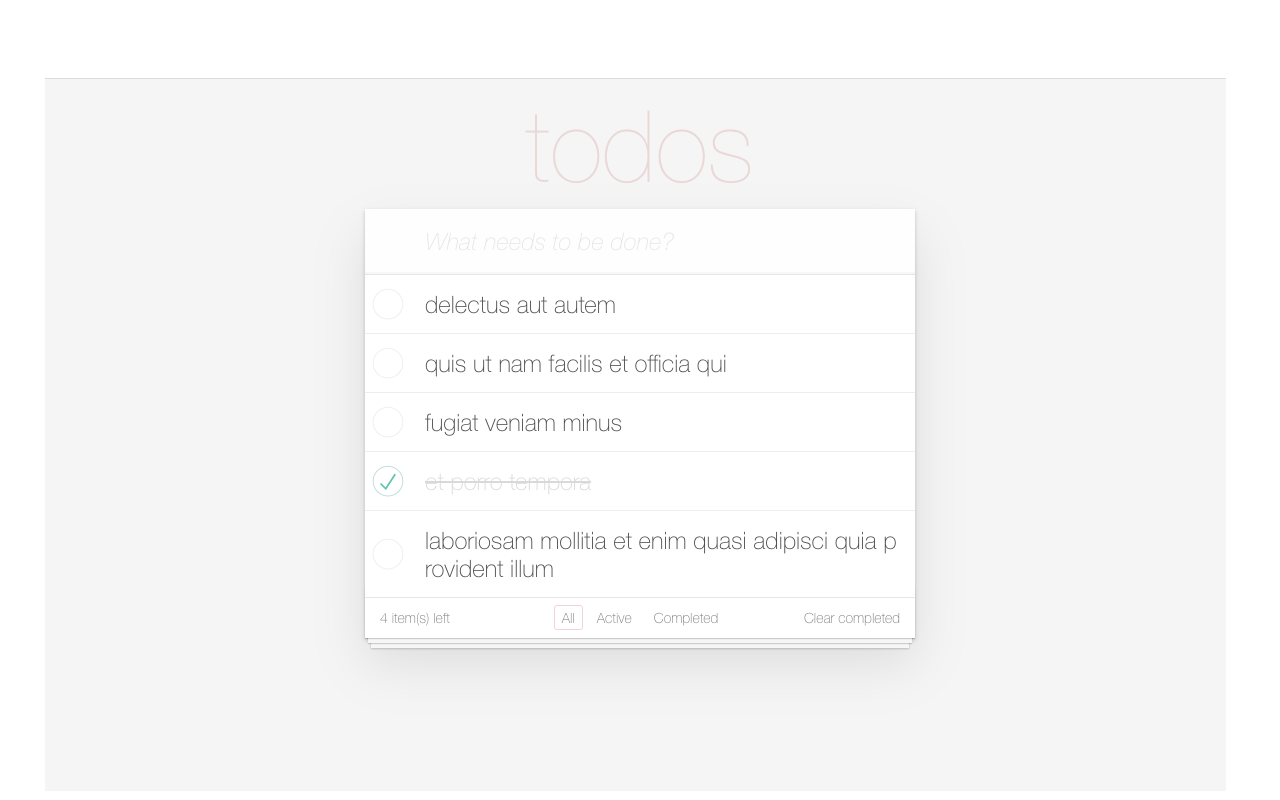 todos
What needs to be done?
delectus aut autem
quis ut nam facilis et officia qui
fugiat veniam minus
et porro tempora
laboriosam mollitia et enim quasi adipisci quia p
rovident illum
4 item(s) left All Active Completed Clear completed